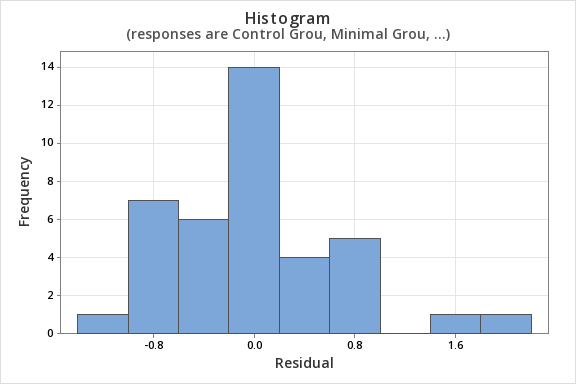 Histogram
(responses are Control Grou, Minimal Grou, ...)
14
12
10
8
6
4
2
0
Frequency
-0.8 0.0 0.8 1.6
Residual